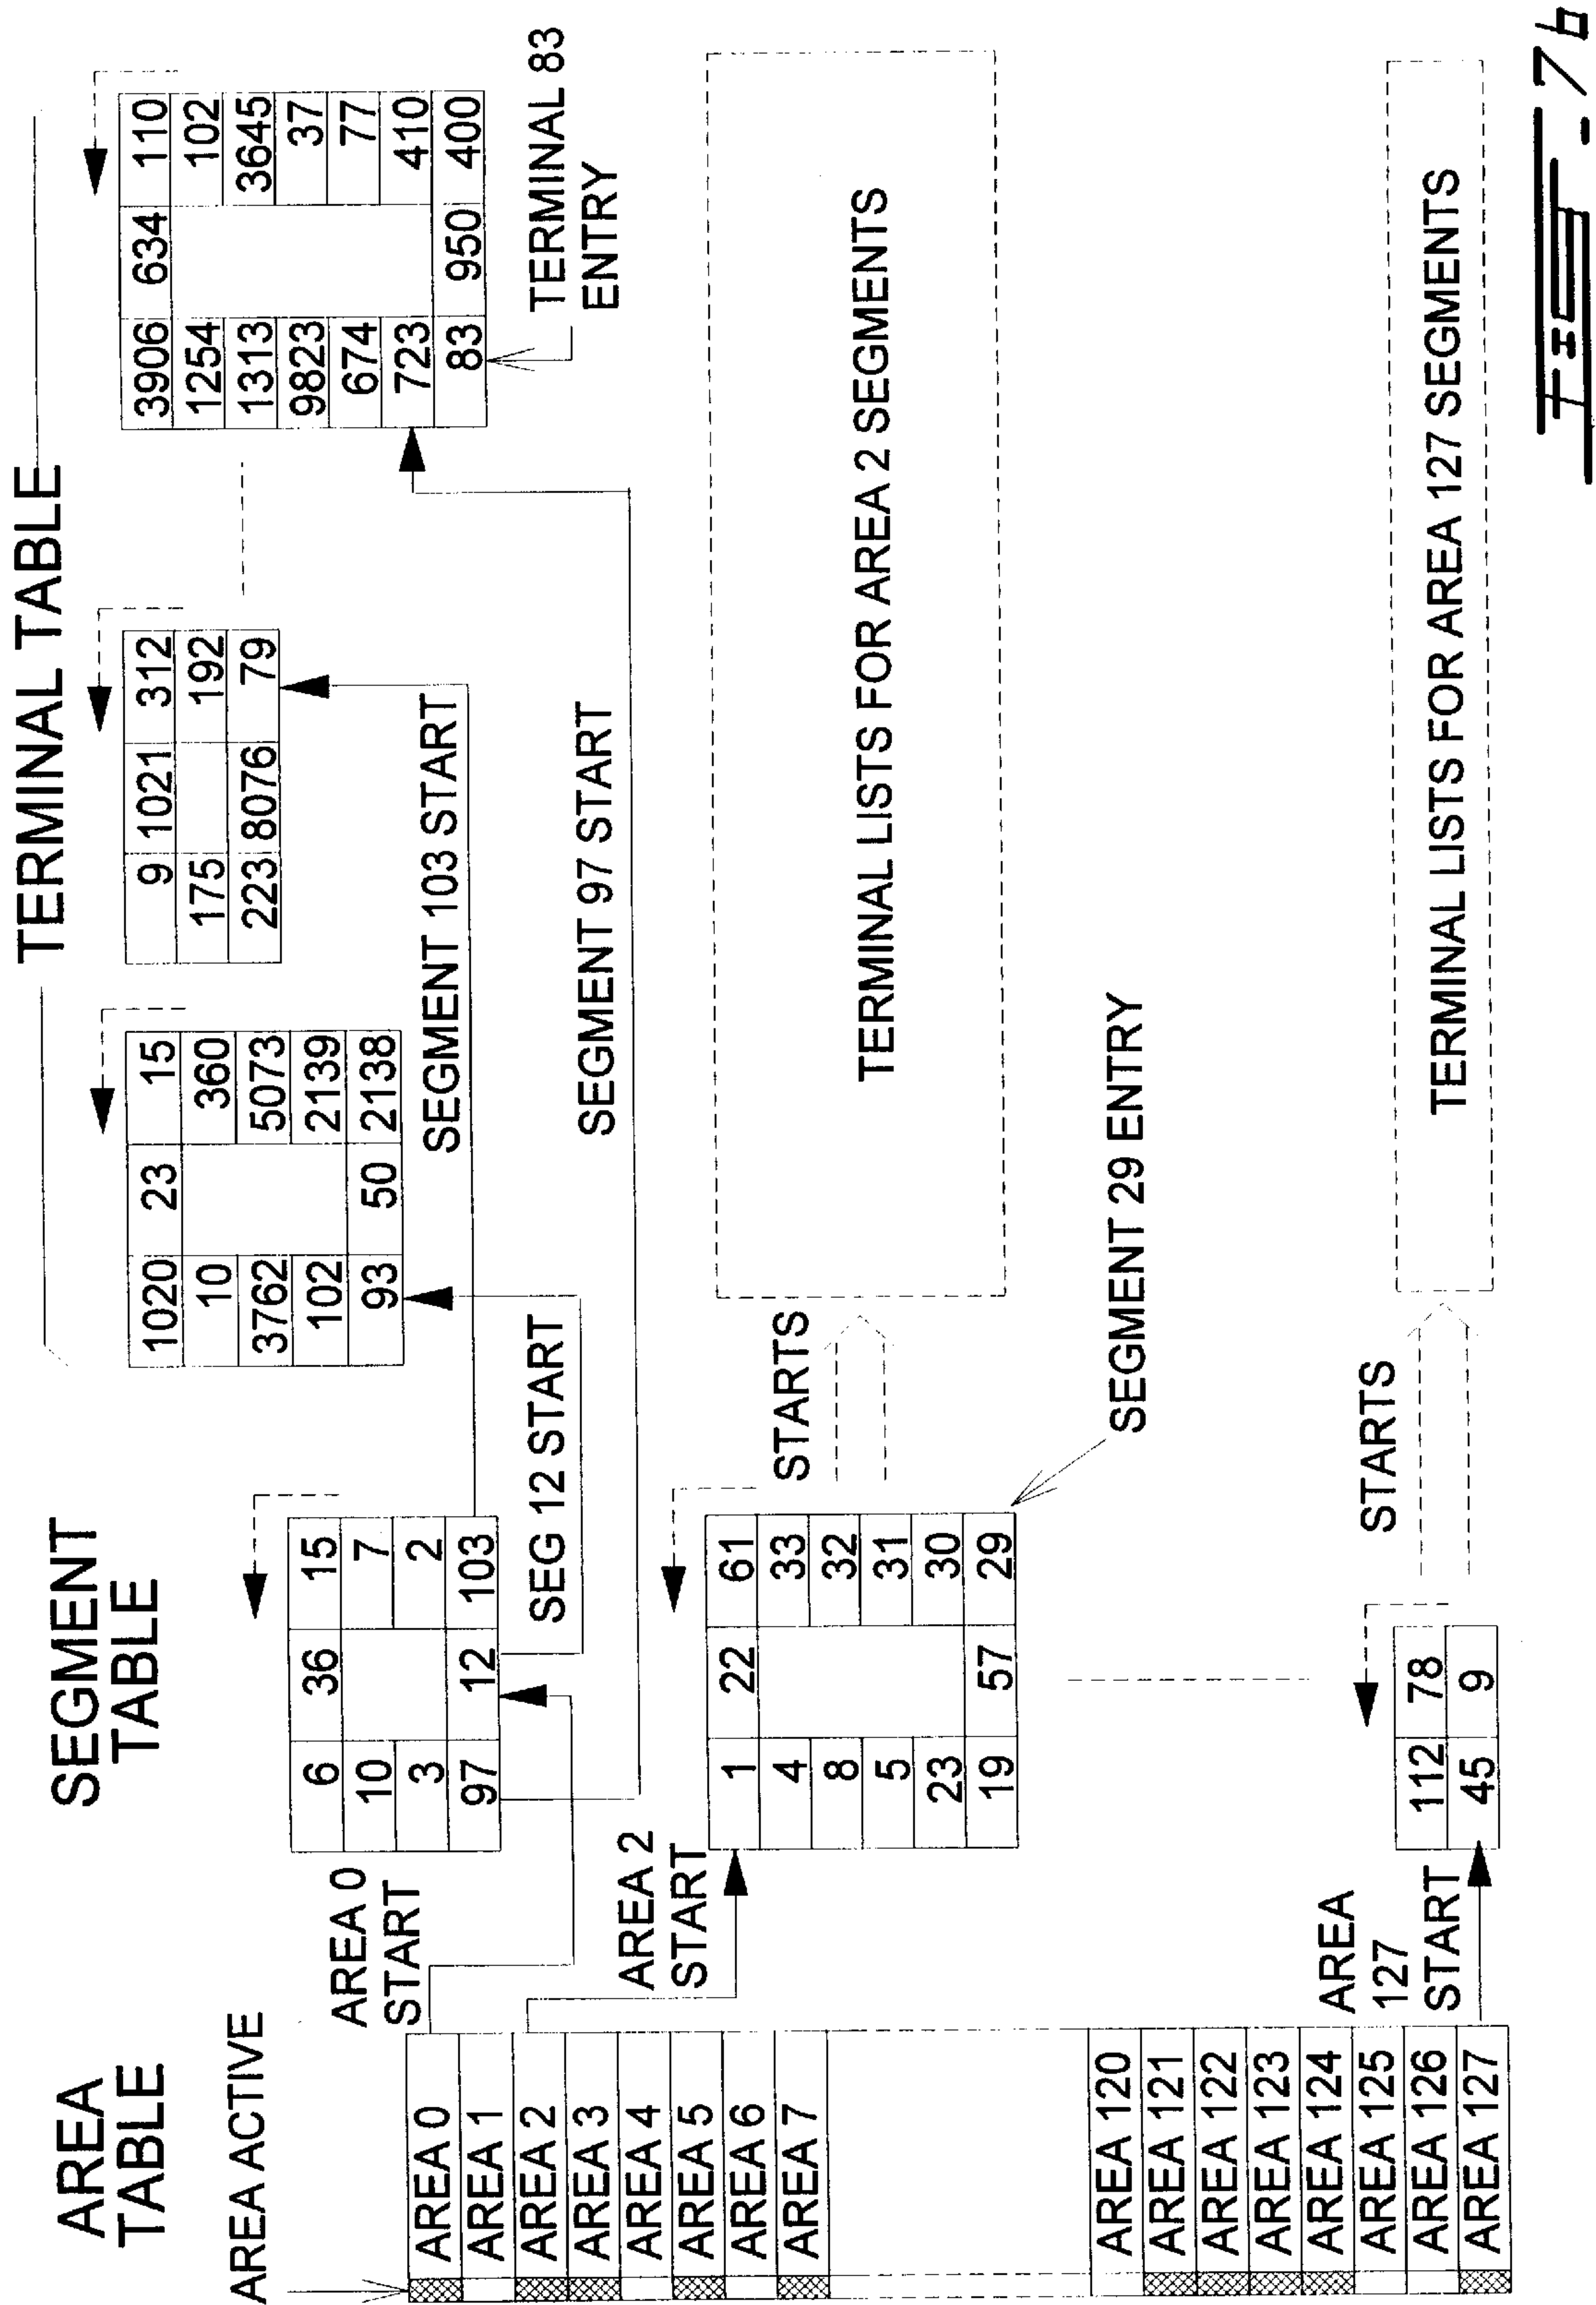 AREA
TABLE
SEGMENT
TABLE
TERMINAL TABLE
AREA ACTIVE
AREA 0
AREA 1
AREA 2
AREA 3
AREA 4
AREA 5
AREA 6
AREA 7
AREA 120
AREA 121
AREA 122
AREA 123
AREA 124
AREA 125
AREA 126
AREA 127
AREA 0
START
6 36 15
10 7
3 2
97 12 103
SEG 12 START
SEGMENT 103 START
SEGMENT 97 START
1020 23 15
10 360
3762 5073
102 2139
93 50 2138
9 1021 312
175 192
223 8076 79
3906 634 110
1254 102
1313 3645
9823 37
674 77
723 410
83 950 400
TERMINAL 83
ENTRY
AREA 2
START
1 22 61
4 33
8 32
5 31
23 30
19 57 29
STARTS
TERMINAL LISTS FOR AREA 2 SEGMENTS
SEGMENT 29 ENTRY
AREA
127
START
112 78
45 9
STARTS
TERMINAL LISTS FOR AREA 127 SEGMENTS
FIG-7b